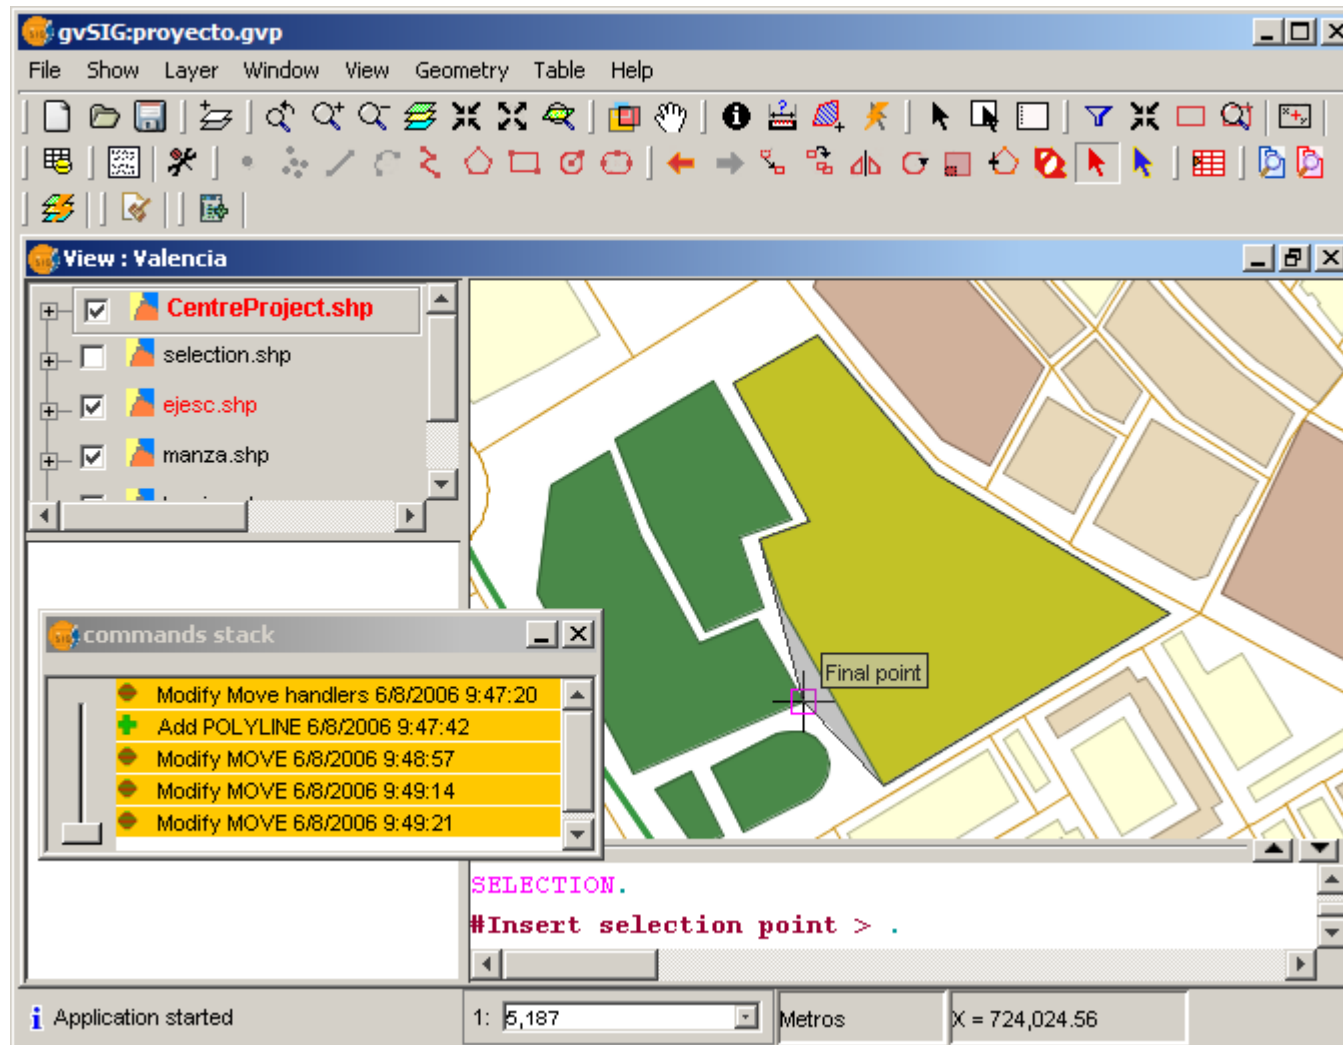 gvSIG:proyecto.gvp
File Show Layer Window View Geometry Table Help
View : Valencia
CentreProject.shp
selection.shp
ejesc.shp
manza.shp
commands stack
Modify Move handlers 6/8/2006 9:47:20
Add POLYLINE 6/8/2006 9:47:42
Modify MOVE 6/8/2006 9:48:57
Modify MOVE 6/8/2006 9:49:14
Modify MOVE 6/8/2006 9:49:21
Final point
SELECTION.
#Insert selection point > .
Application started
1: 5,187
Metros
X = 724,024.56